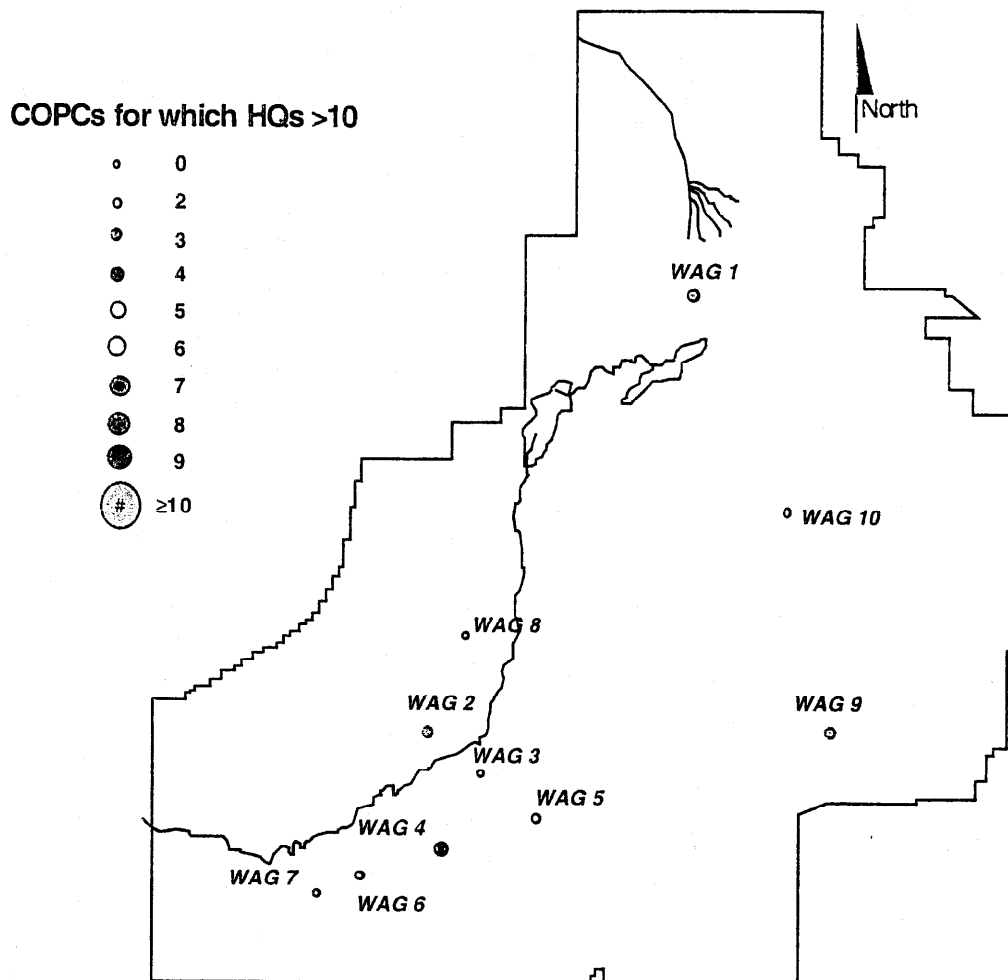 COPCs for which HQs >10
0
2
3
4
5
6
7
8
9
# ≥10
North
WAG 1
WAG 10
WAG 8
WAG 2
WAG 9
WAG 3
WAG 5
WAG 4
WAG 7
WAG 6